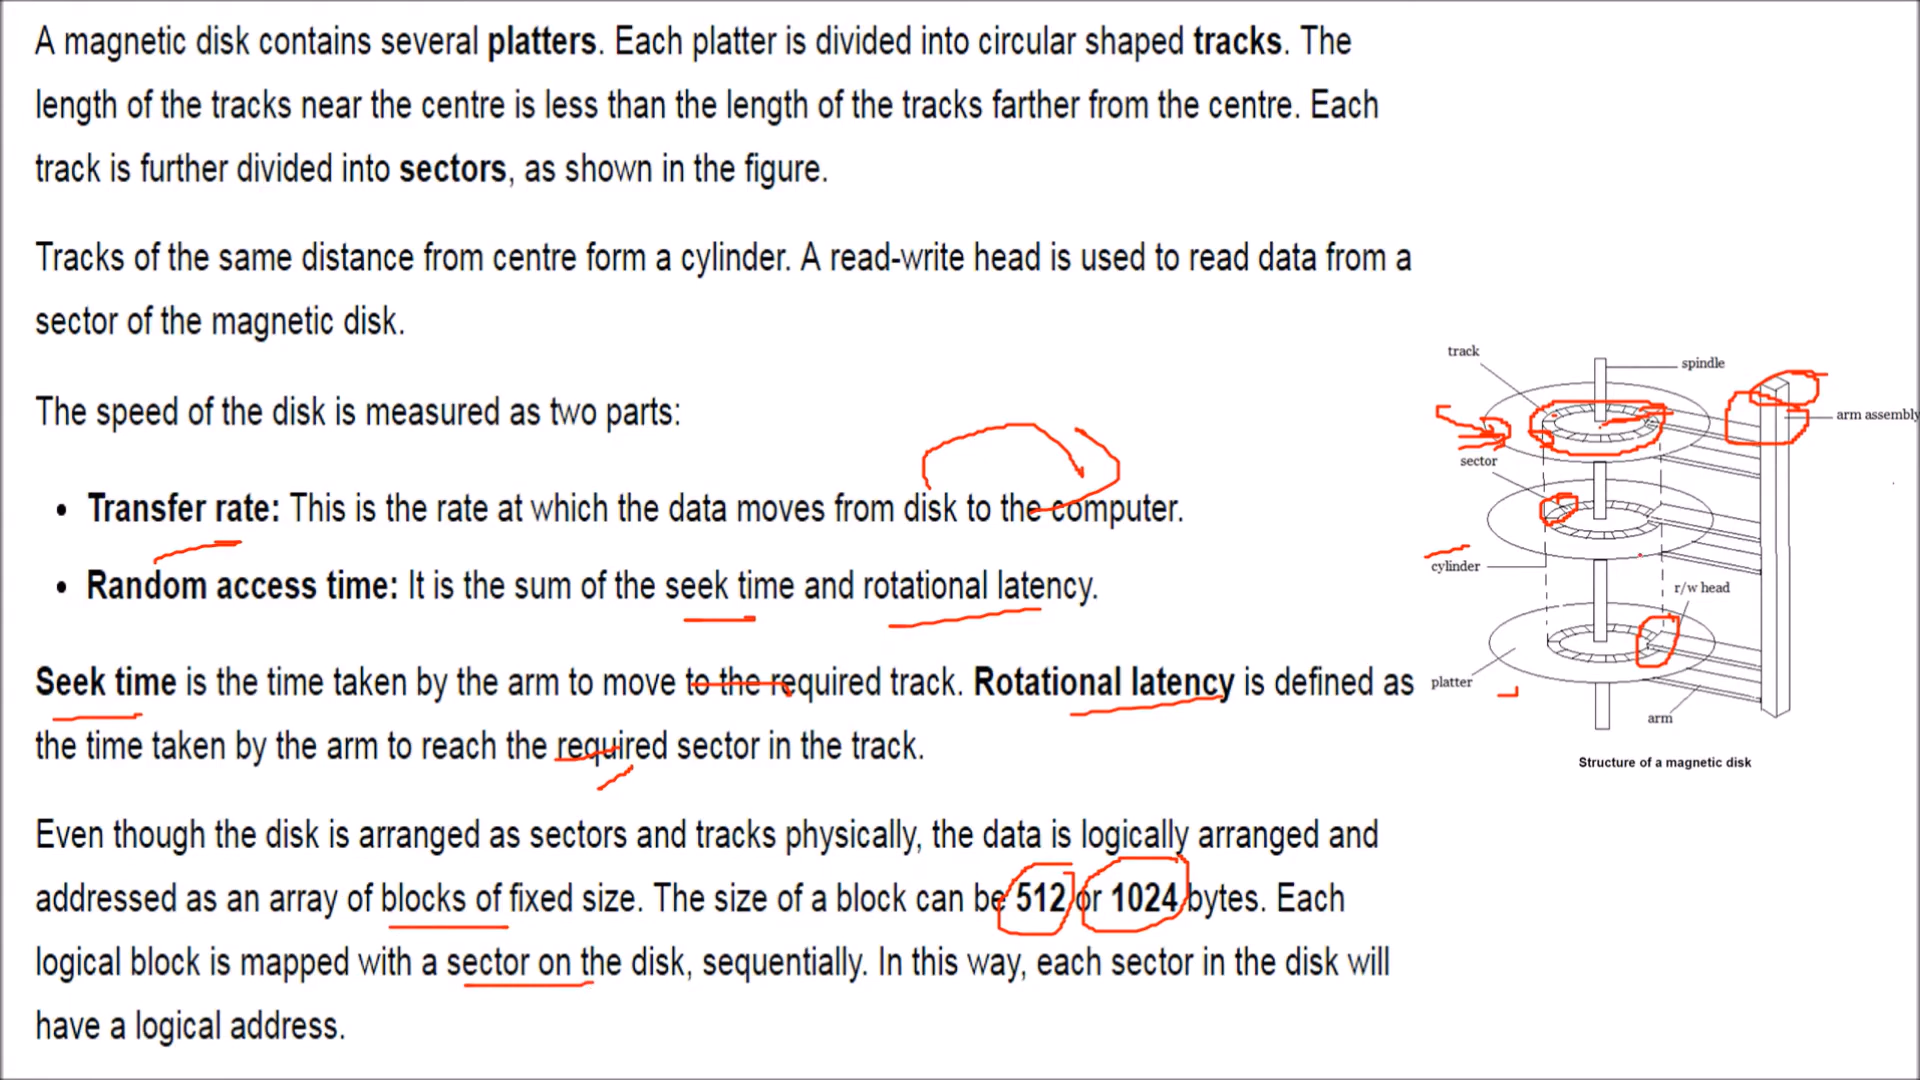 A magnetic disk contains several platters. Each platter is divided into circular shaped tracks. The
length of the tracks near the centre is less than the length of the tracks farther from the centre. Each
track is further divided into sectors, as shown in the figure.
Tracks of the same distance from centre form a cylinder. A read-write head is used to read data from a
sector of the magnetic disk.
The speed of the disk is measured as two parts:
• Transfer rate: This is the rate at which the data moves from disk to the computer.
• Random access time: It is the sum of the seek time and rotational latency.
Seek time is the time taken by the arm to move to the required track. Rotational latency is defined as
the time taken by the arm to reach the required sector in the track.
Even though the disk is arranged as sectors and tracks physically, the data is logically arranged and
addressed as an array of blocks of fixed size. The size of a block can be 512 or 1024 bytes. Each
logical block is mapped with a sector on the disk, sequentially. In this way, each sector in the disk will
have a logical address.
track
spindle
arm assembly
sector
cylinder
r/w head
platter
arm
Structure of a magnetic disk